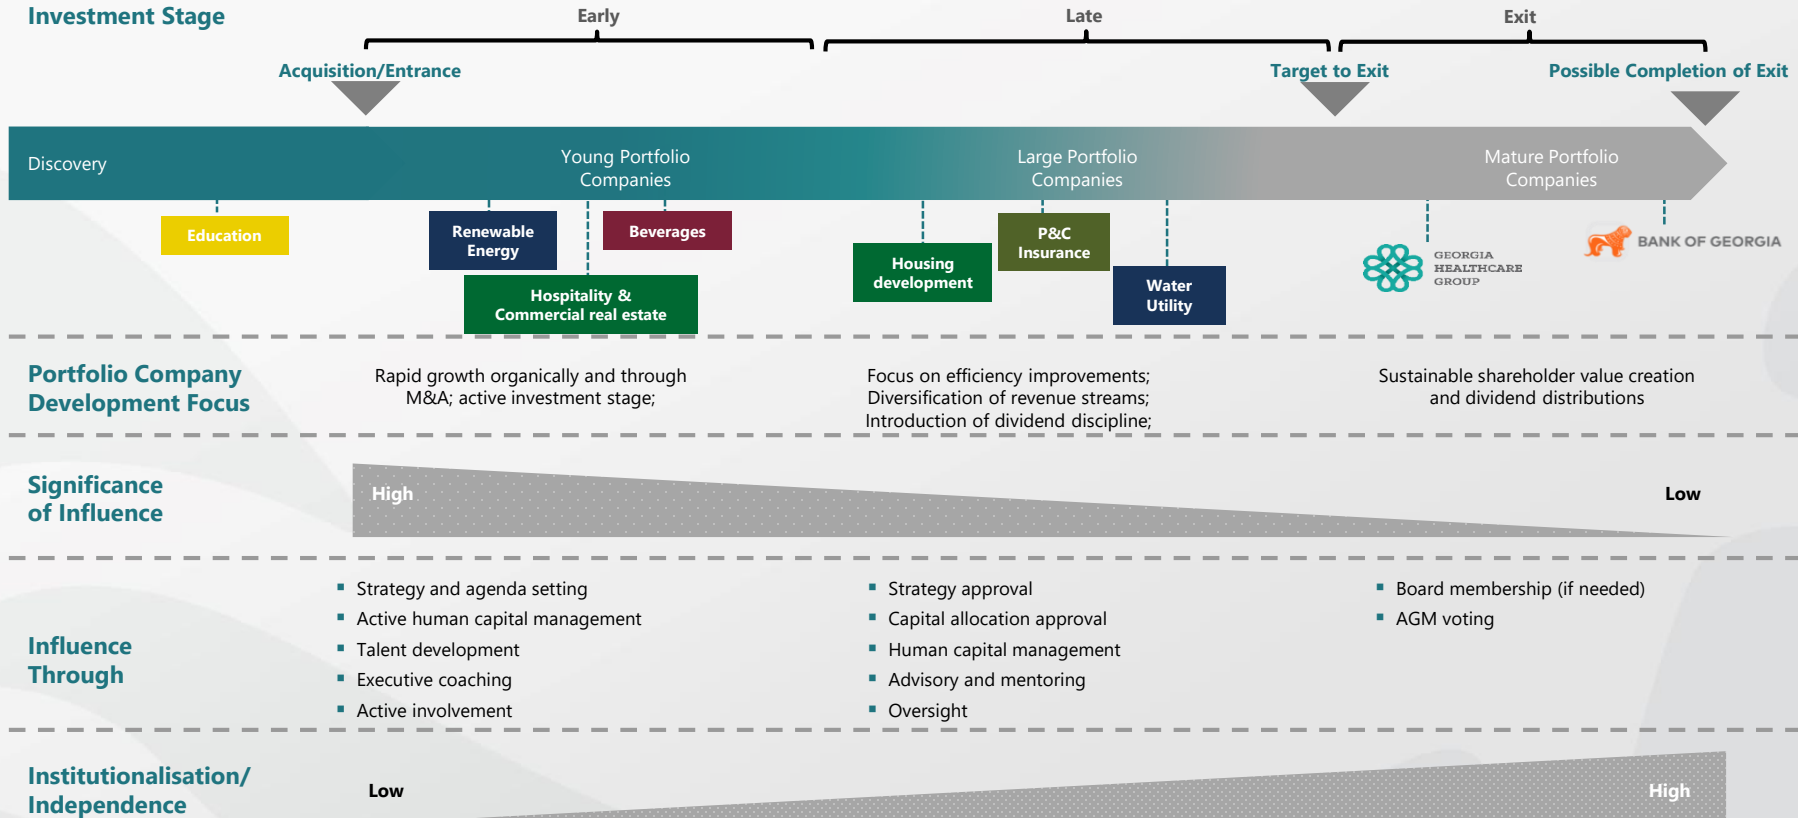 Investment Stage
Early
Late
Exit
Acquisition/Entrance
Target to Exit
Possible Completion of Exit
Discovery
Young Portfolio
Companies
Large Portfolio
Companies
Mature Portfolio
Companies
Education
Renewable
Energy
Beverages
Hospitality &
Commercial real estate
Housing
development
P&C
Insurance
Water
Utility
GEORGIA
HEALTHCARE
GROUP
BANK OF GEORGIA
Portfolio Company
Development Focus
Rapid growth organically and through
M&A; active investment stage;
Focus on efficiency improvements;
Diversification of revenue streams;
Introduction of dividend discipline;
Sustainable shareholder value creation
and dividend distributions
Significance
of Influence
High
Low
Influence
Through
▪ Strategy and agenda setting
▪ Active human capital management
▪ Talent development
▪ Executive coaching
▪ Active involvement
▪ Strategy approval
▪ Capital allocation approval
▪ Human capital management
▪ Advisory and mentoring
▪ Oversight
▪ Board membership (if needed)
▪ AGM voting
Institutionalisation/
Independence
Low
High